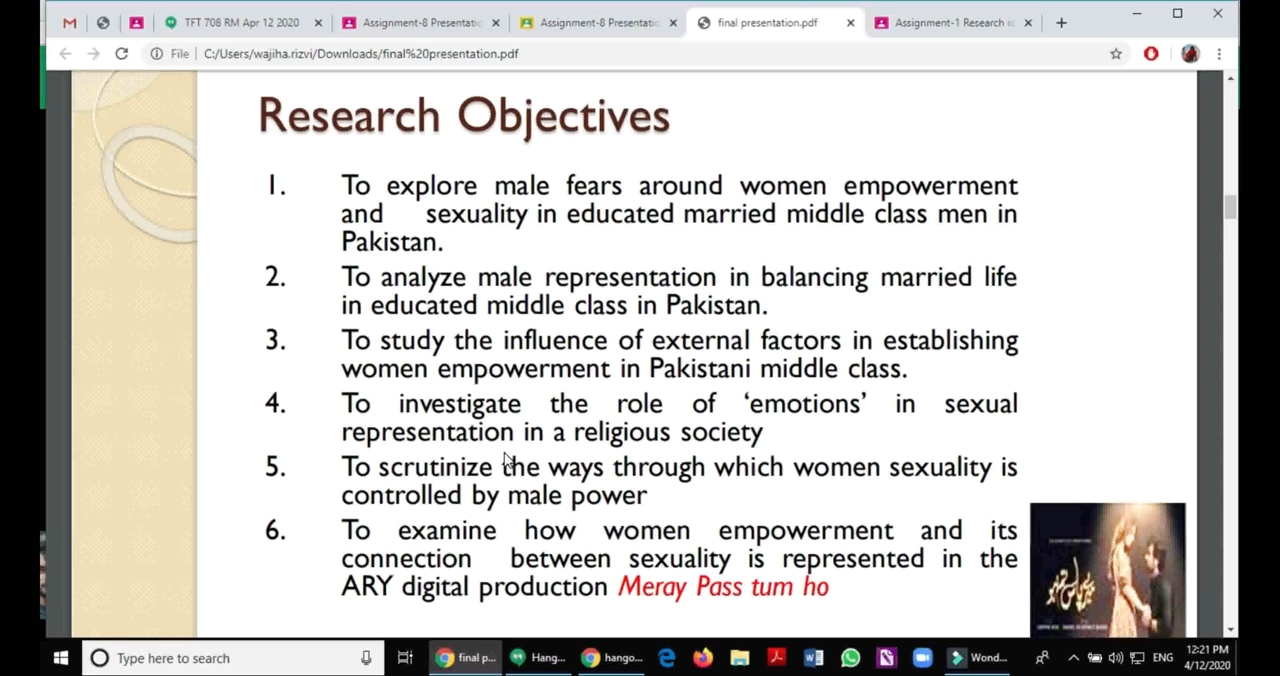 TFT 708 RM Apr 12 2020
Assignment-8 Presentatio
Assignment-8 Presentatio
final presentation.pdf
Assignment-1 Research is
File
C:/Users/wajiha.rizvi/Downloads/final%20presentation.pdf
Research Objectives
1. To explore male fears around women empowerment
and sexuality in educated married middle class men in
Pakistan.
2. To analyze male representation in balancing married life
in educated middle class in Pakistan.
3. To study the influence of external factors in establishing
women empowerment in Pakistani middle class.
4. To investigate the role of ‘emotions’ in sexual
representation in a religious society
5. To scrutinize the ways through which women sexuality is
controlled by male power
6. To examine how women empowerment and its
connection between sexuality is represented in the
ARY digital production Meray Pass tum ho
میرے پاس تم ہو
Type here to search
final p...
Hang...
hango...
Wond...
ENG
12:21 PM
4/12/2020